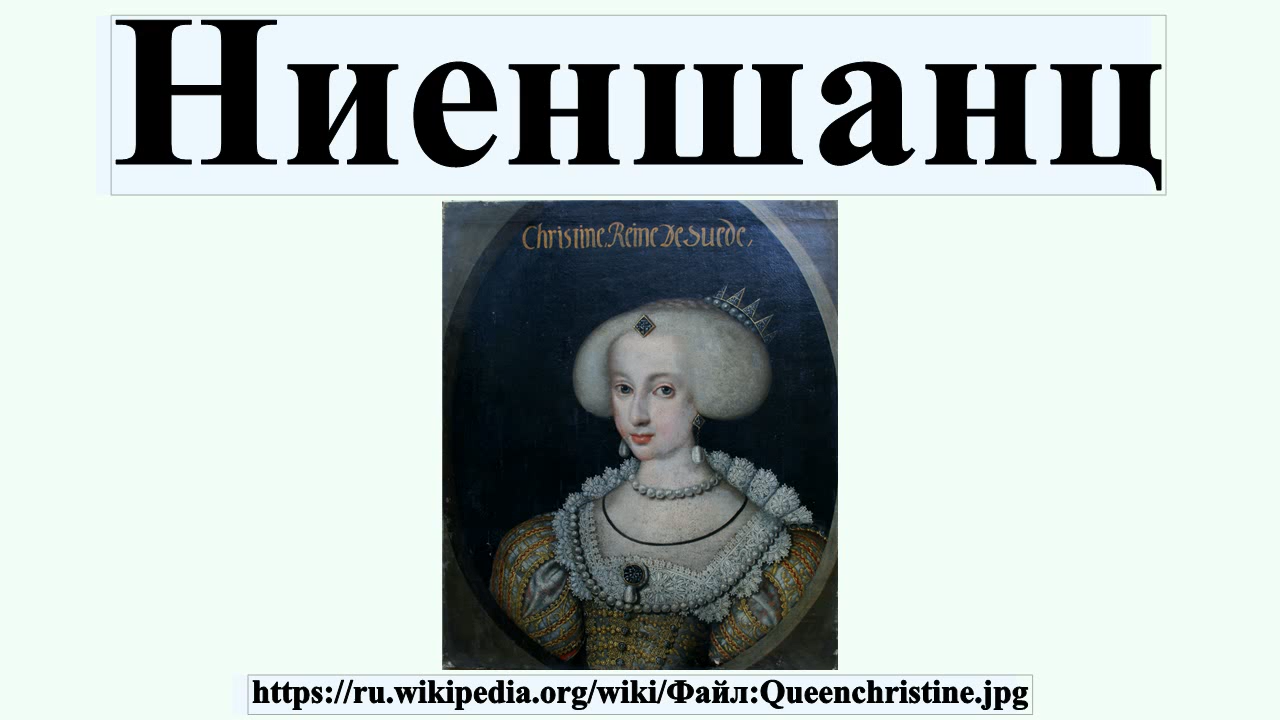 Ниеншанц
Christine, Reine De Suede,
https://ru.wikipedia.org/wiki/Файл:Queenchristine.jpg